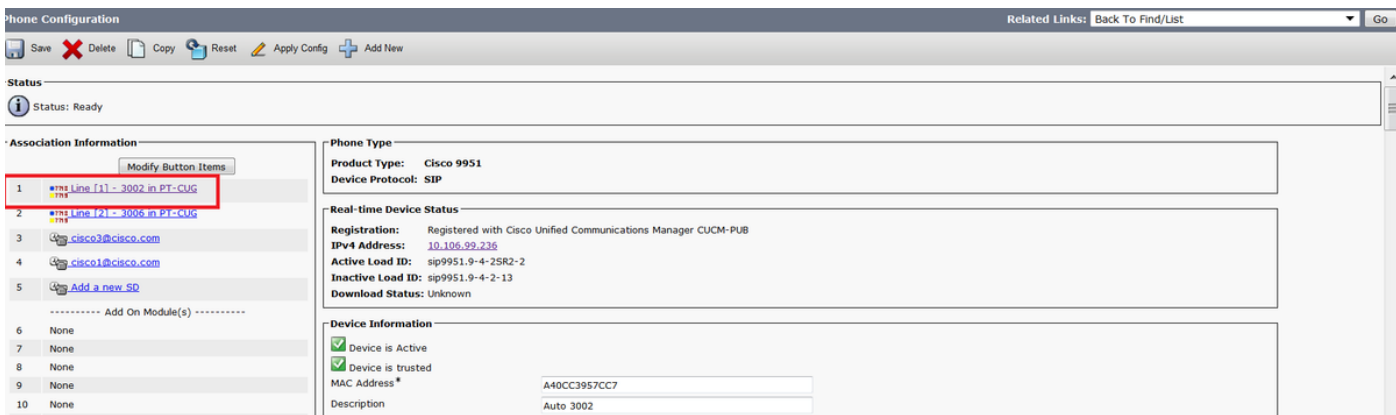 Phone Configuration
Related Links: Back To Find/List Go
Save Delete Copy Reset Apply Config Add New
Status
Status: Ready
Association Information
Modify Button Items
1 Line [1] - 3002 in PT-CUG
2 Line [2] - 3006 in PT-CUG
3 cisco3@cisco.com
4 cisco1@cisco.com
5 Add a new SD
---------- Add On Module(s) ----------
6 None
7 None
8 None
9 None
10 None
Phone Type
Product Type: Cisco 9951
Device Protocol: SIP
Real-time Device Status
Registration: Registered with Cisco Unified Communications Manager CUCM-PUB
IPv4 Address: 10.106.99.236
Active Load ID: sip9951.9-4-2SR2-2
Inactive Load ID: sip9951.9-4-2-13
Download Status: Unknown
Device Information
Device is Active
Device is trusted
MAC Address* A40CC3957CC7
Description Auto 3002